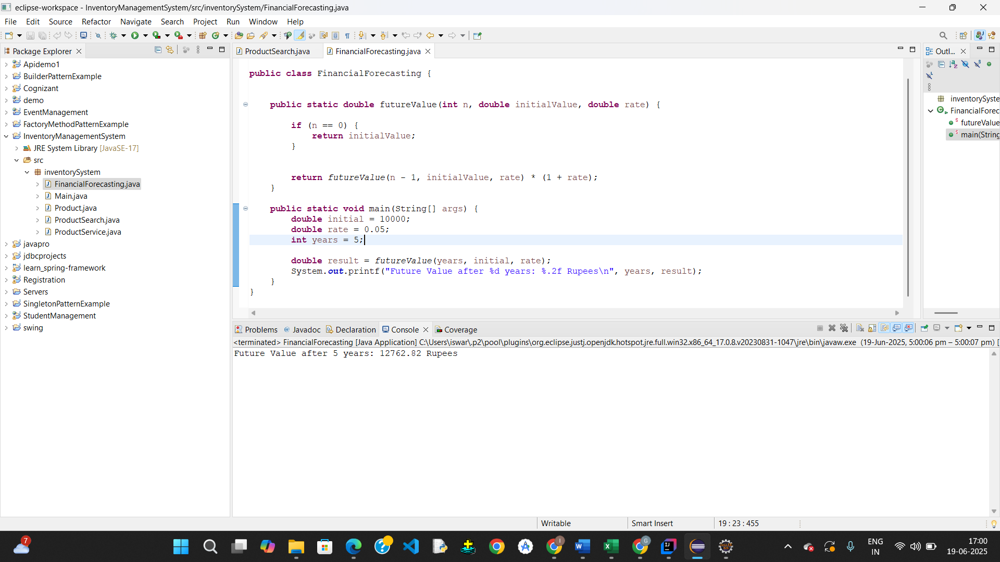 eclipse-workspace - InventoryManagementSystem/src/inventorySystem/FinancialForecasting.java
File Edit Source Refactor Navigate Search Project Run Window Help
Package Explorer
Apidemo1
BuilderPatternExample
Cognizant
demo
EventManagement
FactoryMethodPatternExample
InventoryManagementSystem
JRE System Library [JavaSE-17]
src
inventorySystem
FinancialForecasting.java
Main.java
Product.java
ProductSearch.java
ProductService.java
javapro
jdbcprojects
learn_spring-framework
Registration
Servers
SingletonPatternExample
StudentManagement
swing
ProductSearch.java FinancialForecasting.java
public class FinancialForecasting {
public static double futureValue(int n, double initialValue, double rate) {
if (n == 0) {
return initialValue;
}
return futureValue(n - 1, initialValue, rate) * (1 + rate);
}
public static void main(String[] args) {
double initial = 10000;
double rate = 0.05;
int years = 5;
double result = futureValue(years, initial, rate);
System.out.printf("Future Value after %d years: %.2f Rupees\n", years, result);
}
}
Outl...
inventorySyste
FinancialForec
futureValue
main(String
Problems Javadoc Declaration Console Coverage
<terminated> FinancialForecasting [Java Application] C:\Users\iswar\.p2\pool\plugins\org.eclipse.justj.openjdk.hotspot.jre.full.win32.x86_64_17.0.8.v20230831-1047\jre\bin\javaw.exe (19-Jun-2025, 5:00:06 pm – 5:00:07 pm) [
Future Value after 5 years: 12762.82 Rupees
Writable Smart Insert 19 : 23 : 455
7
ENG
IN
17:00
19-06-2025